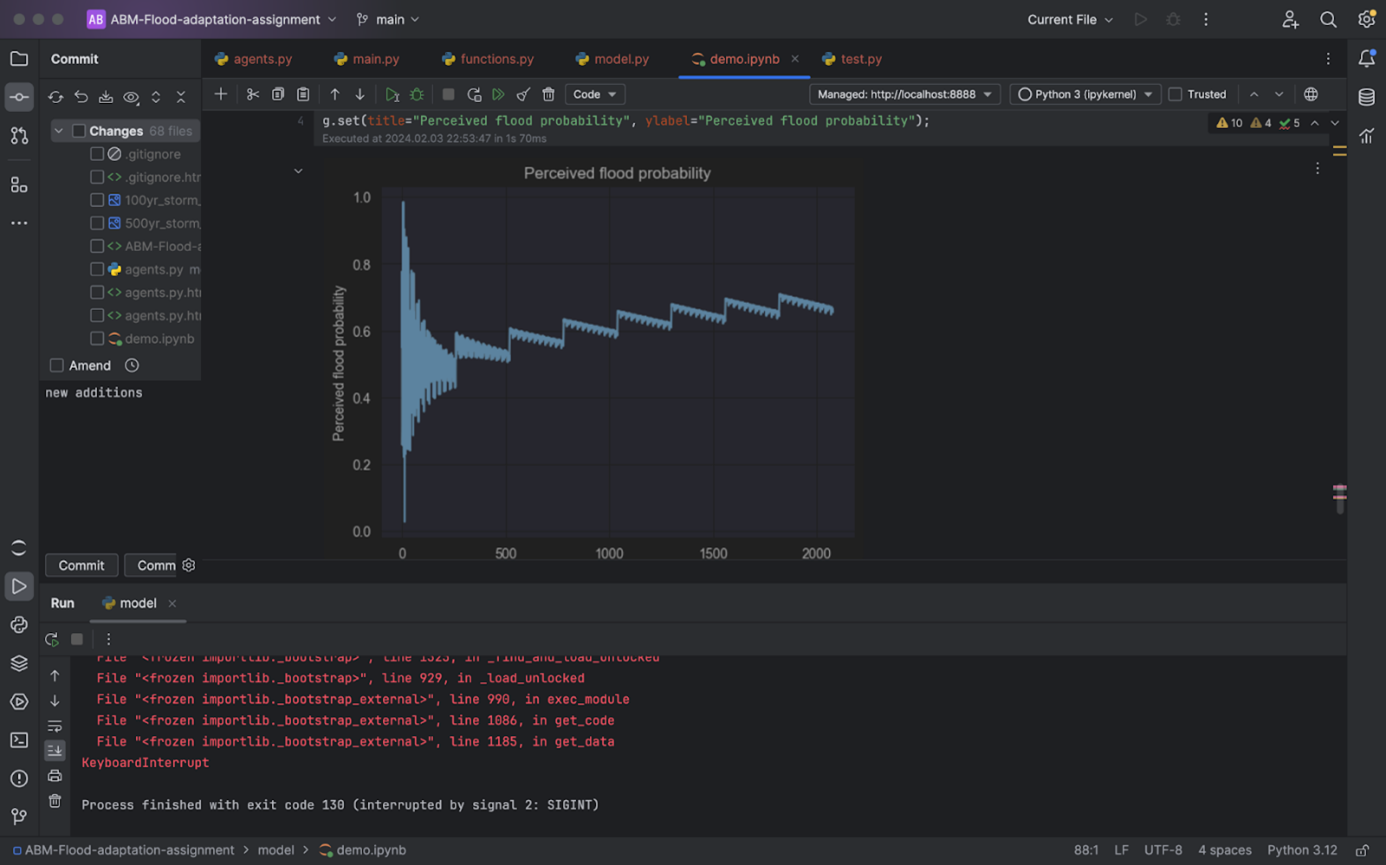 AB ABM-Flood-adaptation-assignment main Current File
Commit
agents.py main.py functions.py model.py demo.ipynb test.py
Code Managed: http://localhost:8888 Python 3 (ipykernel) Trusted
Changes 68 files
.gitignore
.gitignore.htm
100yr_storm_
500yr_storm_
ABM-Flood-a
agents.py m
agents.py.htm
agents.py.htm
demo.ipynb
Amend
new additions
Commit Comm
4 g.set(title="Perceived flood probability", ylabel="Perceived flood probability");
Executed at 2024.02.03 22:53:47 in 1s 70ms
10 4 5
Perceived flood probability
Perceived flood probability
1.0
0.8
0.6
0.4
0.2
0.0
0 500 1000 1500 2000
Run model
File "<frozen importlib._bootstrap>", line 1323, in _find_and_load_unlocked
File "<frozen importlib._bootstrap>", line 929, in _load_unlocked
File "<frozen importlib._bootstrap_external>", line 990, in exec_module
File "<frozen importlib._bootstrap_external>", line 1086, in get_code
File "<frozen importlib._bootstrap_external>", line 1185, in get_data
KeyboardInterrupt
Process finished with exit code 130 (interrupted by signal 2: SIGINT)
ABM-Flood-adaptation-assignment > model > demo.ipynb 88:1 LF UTF-8 4 spaces Python 3.12